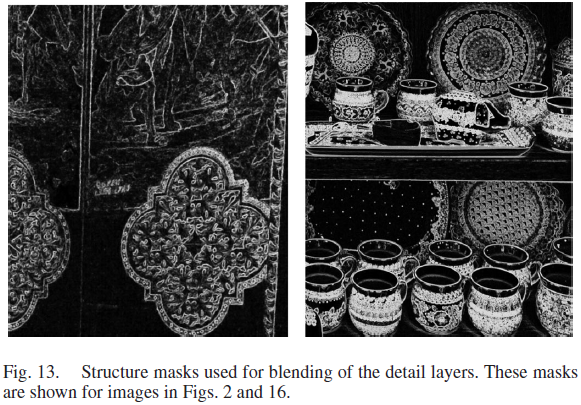 Fig. 13. Structure masks used for blending of the detail layers. These masks
are shown for images in Figs. 2 and 16.